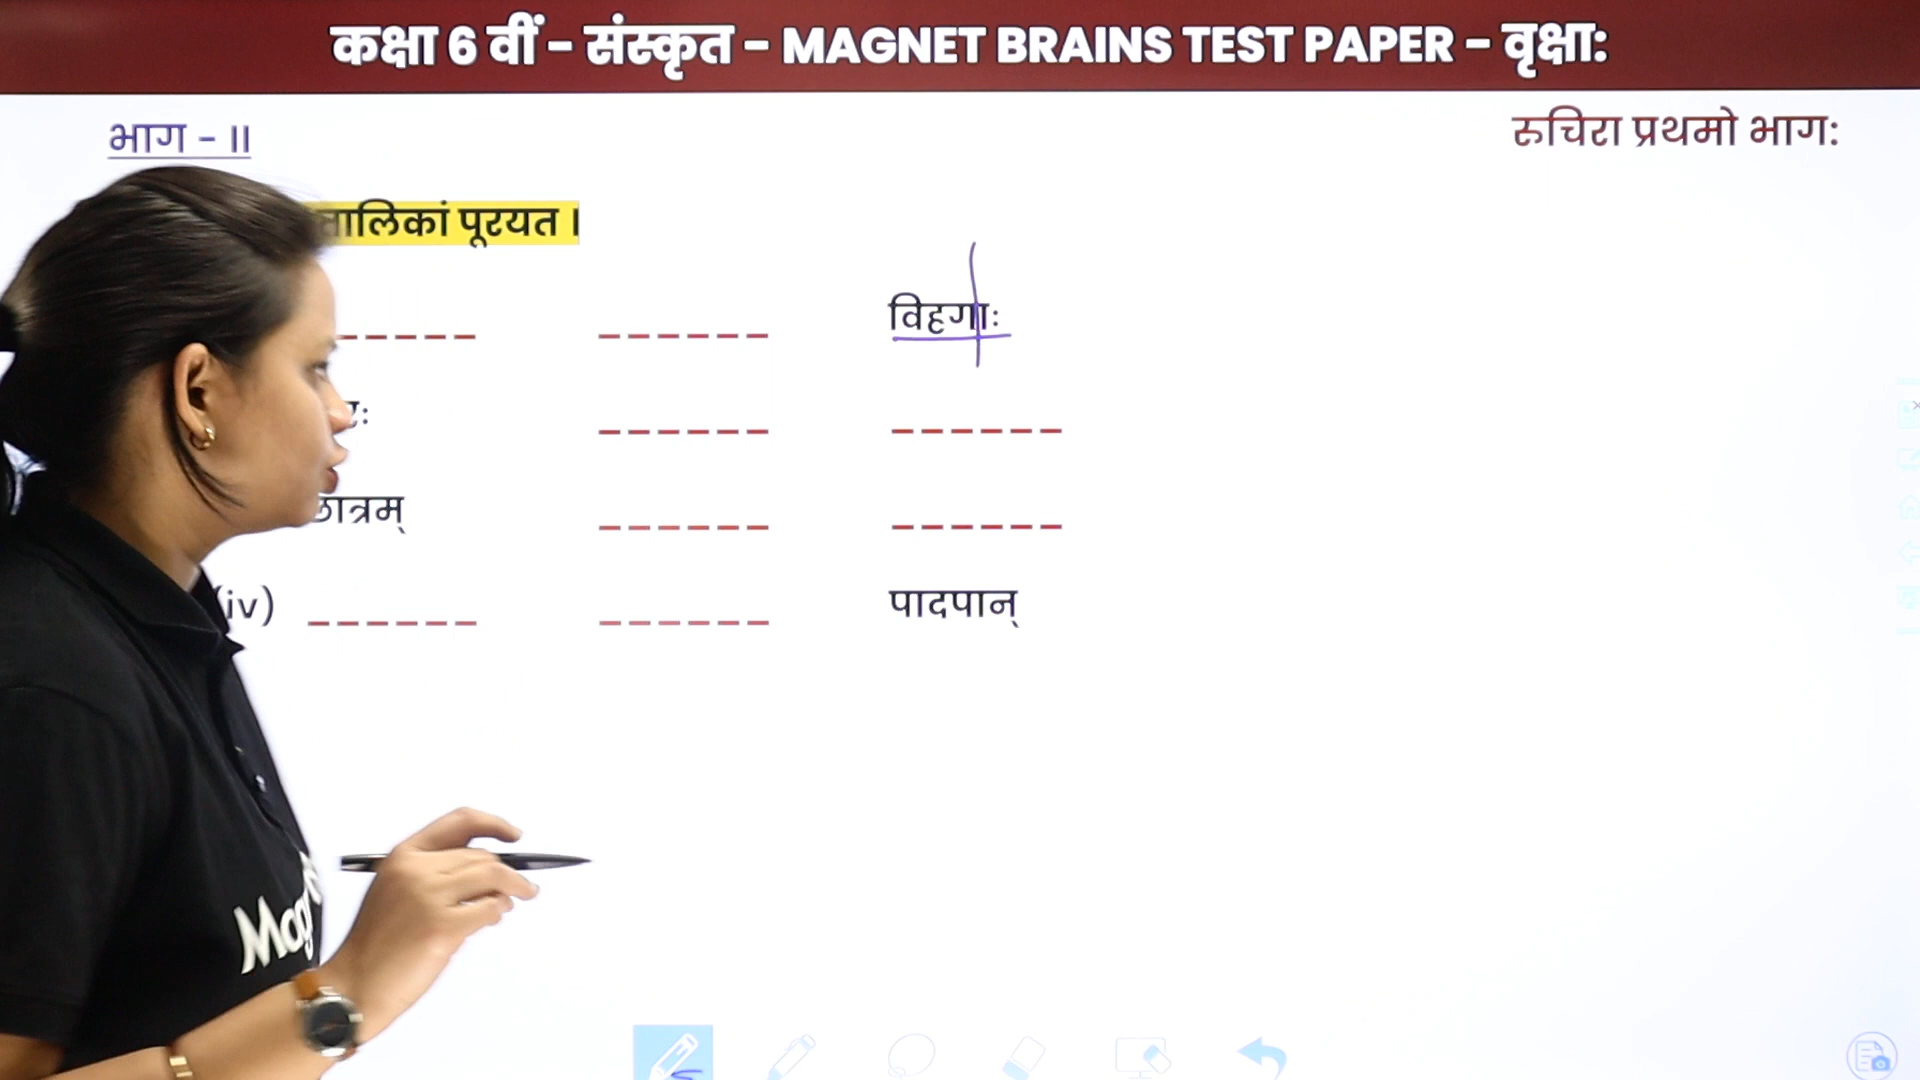 कक्षा 6 वीं - संस्कृत - MAGNET BRAINS TEST PAPER - वृक्षा:
भाग - II
रुचिरा प्रथमो भाग:
तालिकां पूरयत ।
विहगाः
छात्रम्
(iv) पादपान्